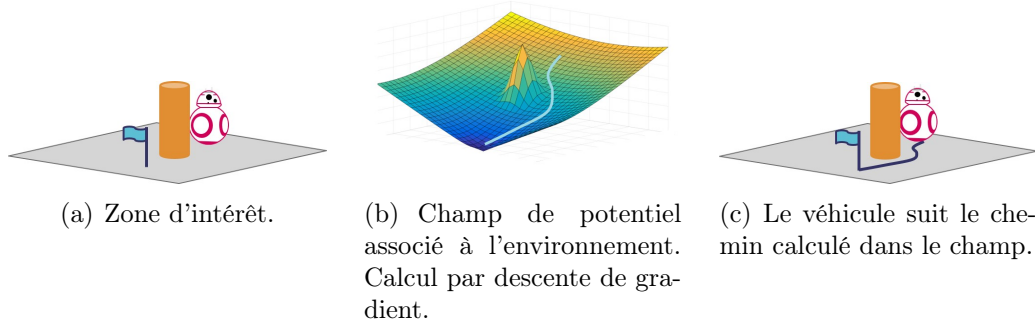 (a) Zone d'intérêt.
(b) Champ de potentiel
associé à l'environnement.
Calcul par descente de gra-
dient.
(c) Le véhicule suit le che-
min calculé dans le champ.